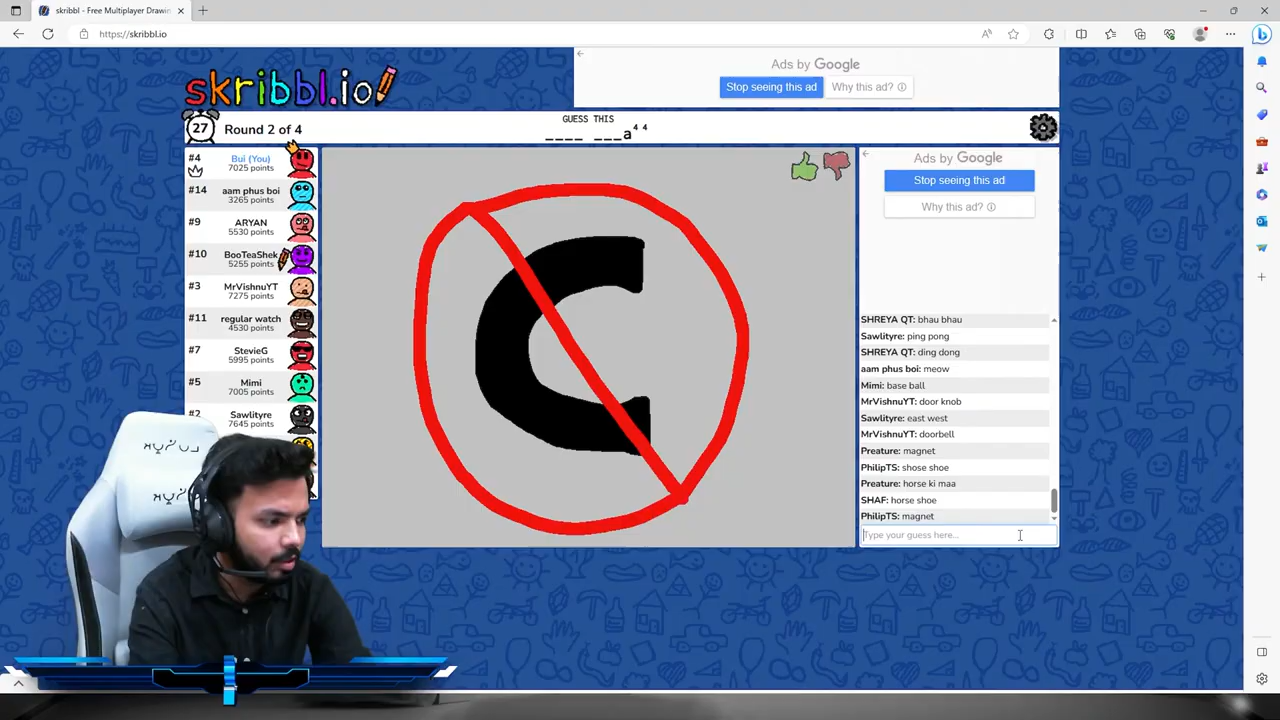 skribbl - Free Multiplayer Drawin
https://skribbl.io
skribbl.io
Ads by Google
Stop seeing this ad
Why this ad?
27
Round 2 of 4
GUESS THIS
____ ___a 4 4
#4
Bui (You)
7025 points
#14
aam phus boi
3265 points
#9
ARYAN
5530 points
#10
BooTeaShek
5255 points
#3
MrVishnuYT
7275 points
#11
regular watch
4530 points
#7
StevieG
5995 points
#5
Mimi
7005 points
#2
Sawlityre
7645 points
C
Ads by Google
Stop seeing this ad
Why this ad?
SHREYA QT: bhau bhau
Sawlityre: ping pong
SHREYA QT: ding dong
aam phus boi: meow
Mimi: base ball
MrVishnuYT: door knob
Sawlityre: east west
MrVishnuYT: doorbell
Preature: magnet
PhilipTS: shose shoe
Preature: horse ki maa
SHAF: horse shoe
PhilipTS: magnet
Type your guess here...